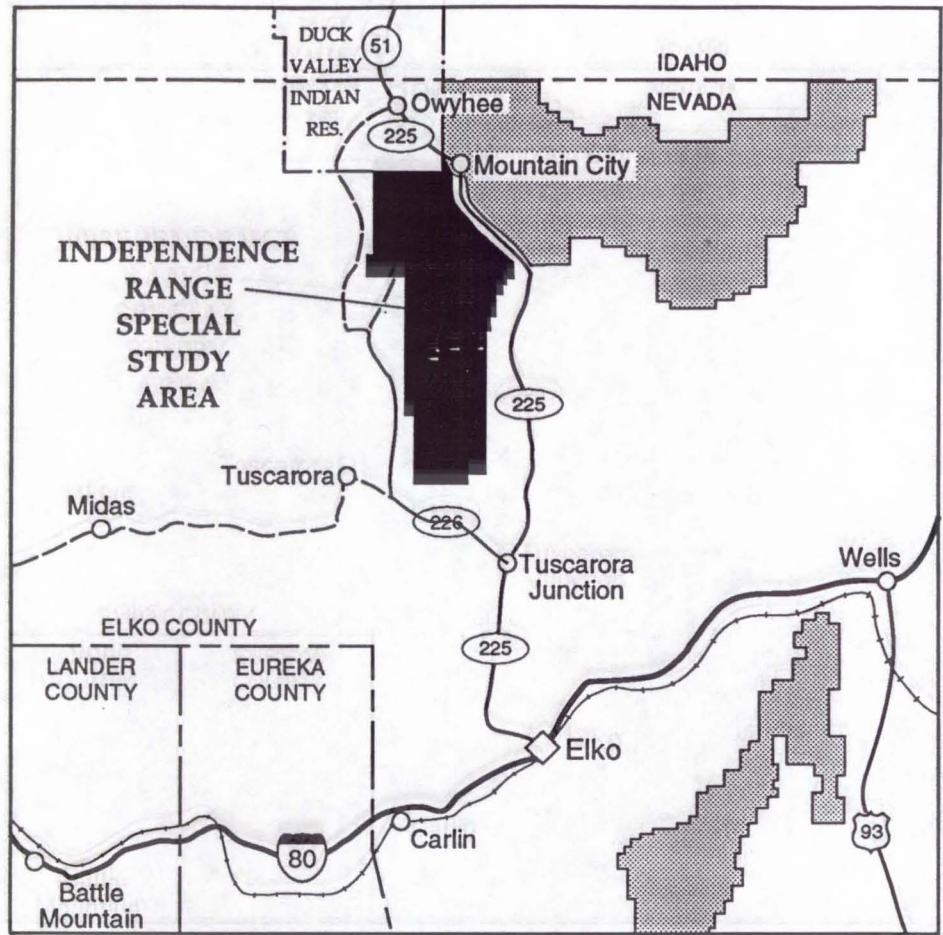 DUCK
VALLEY
INDIAN
RES.
51
IDAHO
NEVADA
Owyhee
225
Mountain City
INDEPENDENCE
RANGE
SPECIAL
STUDY
AREA
225
Tuscarora
226
Midas
Tuscarora
Junction
Wells
ELKO COUNTY
LANDER
COUNTY
EUREKA
COUNTY
225
Elko
Carlin
80
93
Battle
Mountain